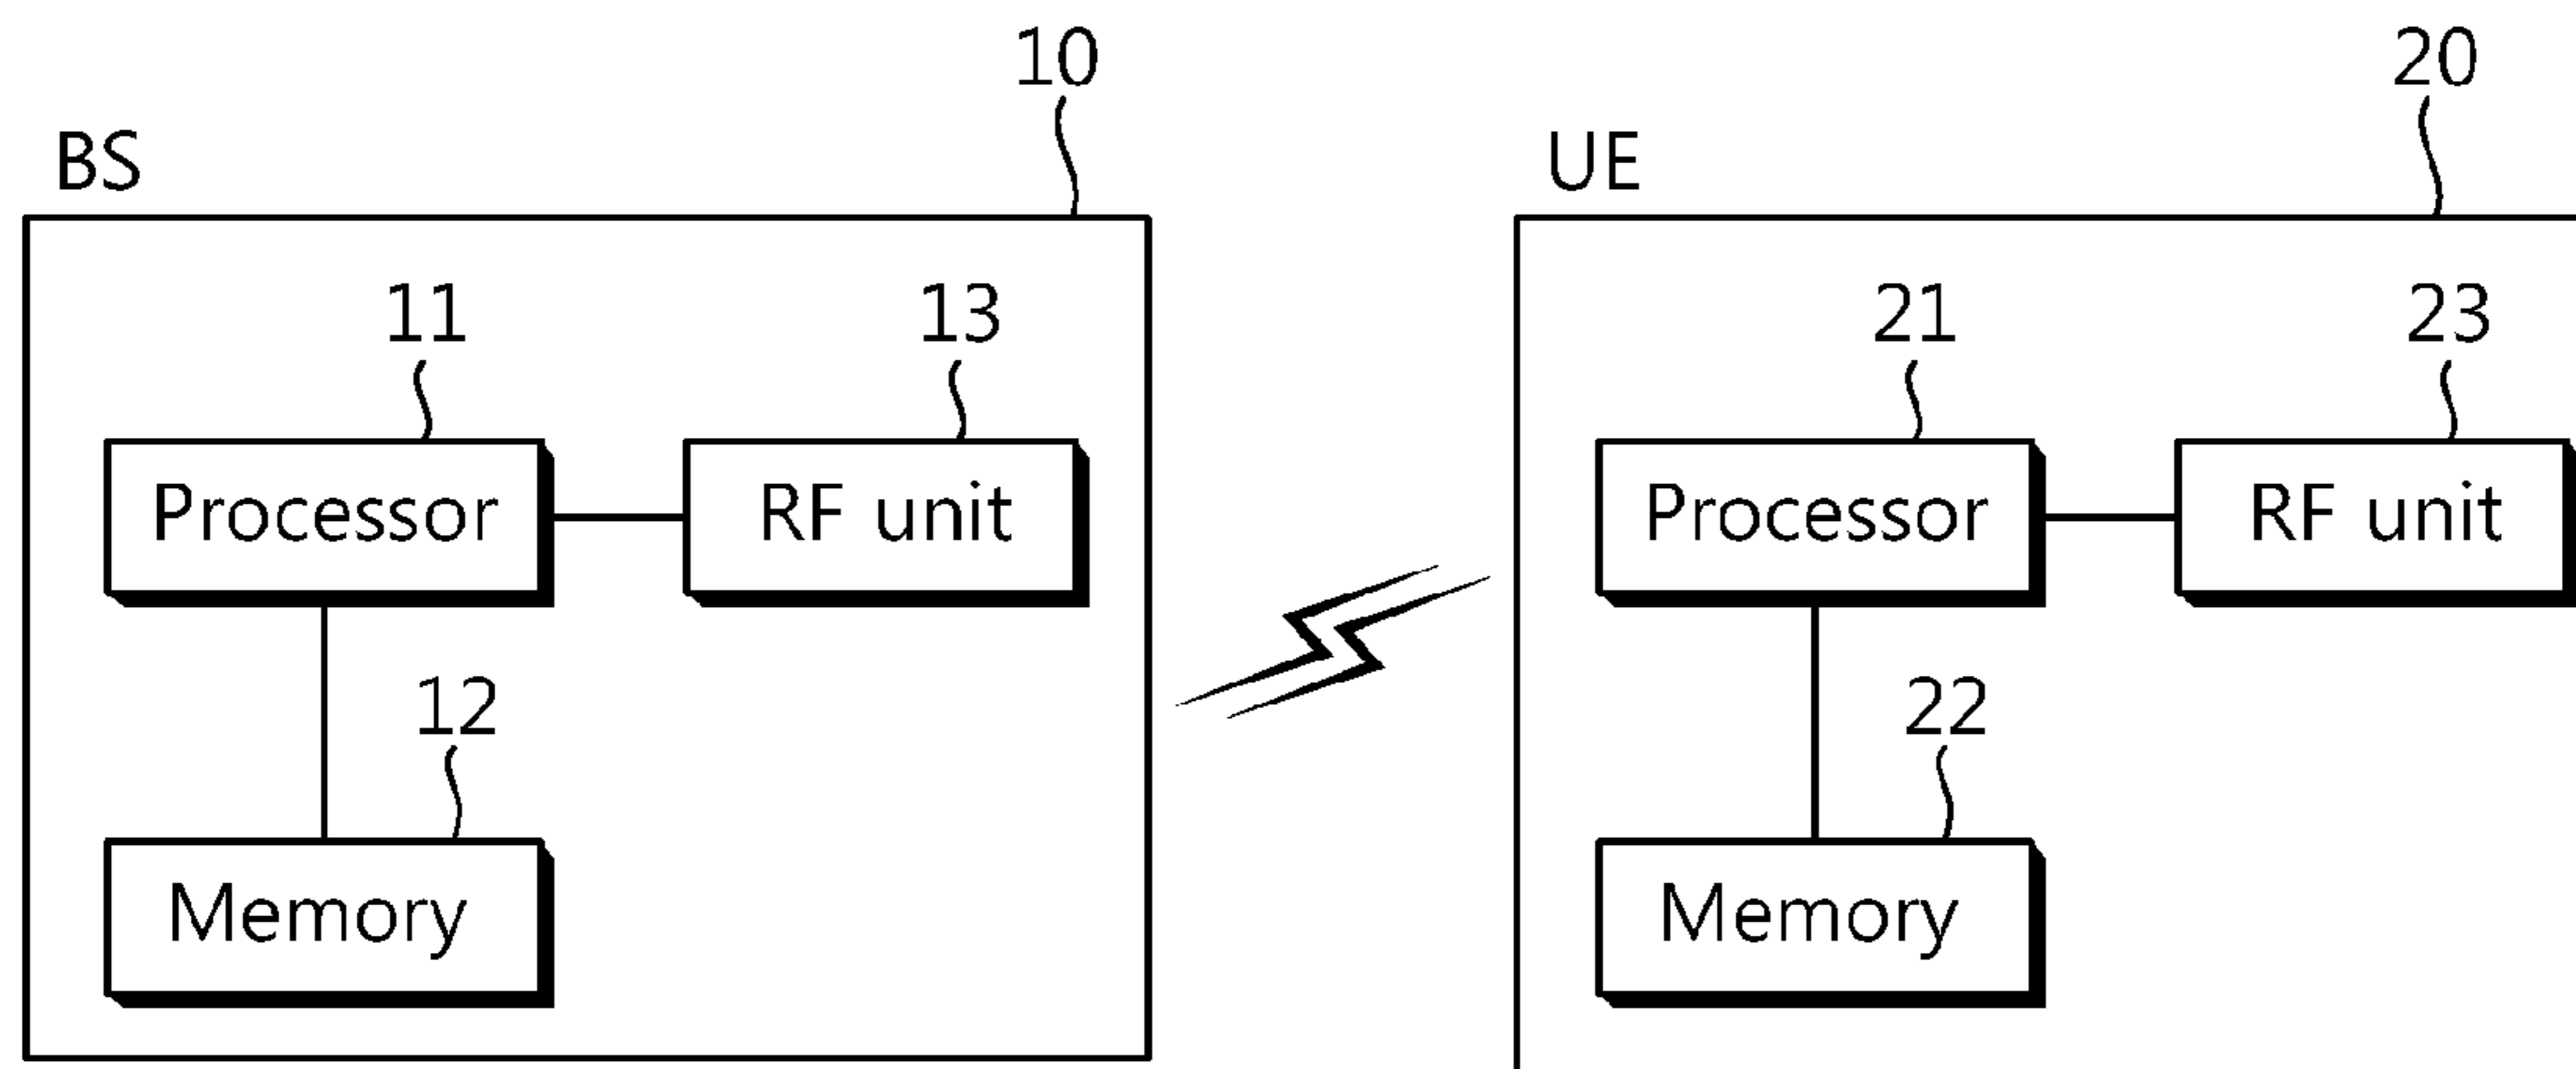 10
20
BS
UE
11
13
21
23
Processor
RF unit
Processor
RF unit
12
22
Memory
Memory